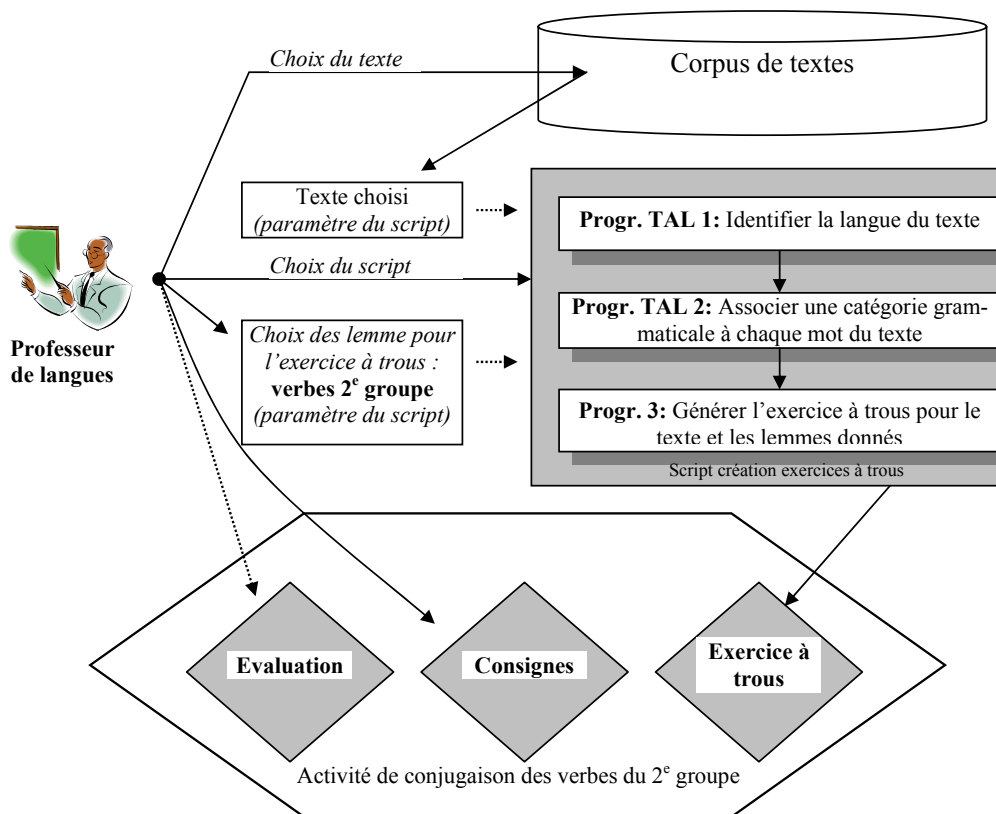 Choix du texte
Corpus de textes
Texte choisi
(paramètre du script)
Progr. TAL 1: Identifier la langue du texte
Choix du script
Progr. TAL 2: Associer une catégorie gram-
maticale à chaque mot du texte
Professeur
de langues
Choix des lemme pour
l’exercice à trous :
verbes 2e groupe
(paramètre du script)
Progr. 3: Générer l’exercice à trous pour le
texte et les lemmes donnés
Script création exercices à trous
Evaluation
Consignes
Exercice à
trous
Activité de conjugaison des verbes du 2e groupe